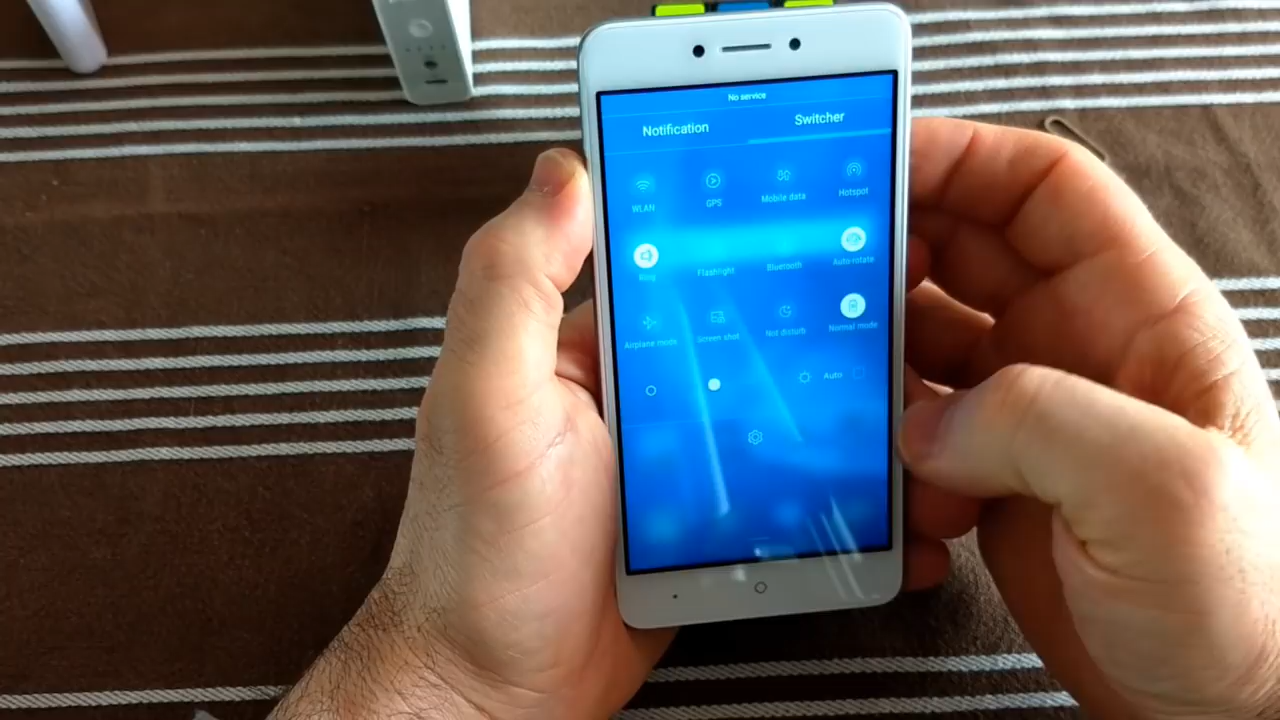 No service
Notification Switcher
WLAN GPS Mobile data Hotspot
Ring Flashlight Bluetooth Auto-rotate
Airplane mode Screen shot Not disturb Normal mode
Auto